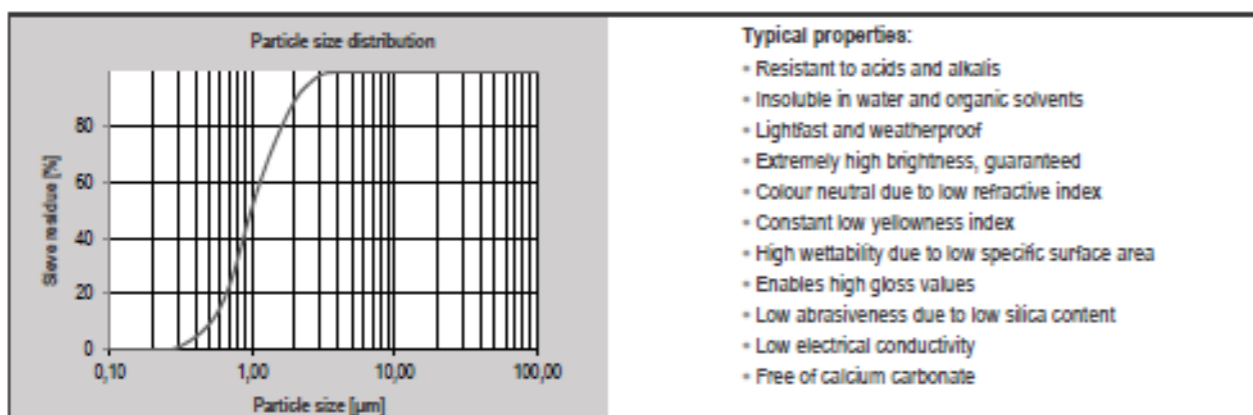 Particle size distribution
Sieve residue [%]
80
60
40
20
0
0,10 1,00 10,00 100,00
Particle size [µm]
Typical properties:
• Resistant to acids and alkalis
• Insoluble in water and organic solvents
• Lightfast and weatherproof
• Extremely high brightness, guaranteed
• Colour neutral due to low refractive index
• Constant low yellowness index
• High wettability due to low specific surface area
• Enables high gloss values
• Low abrasiveness due to low silica content
• Low electrical conductivity
• Free of calcium carbonate